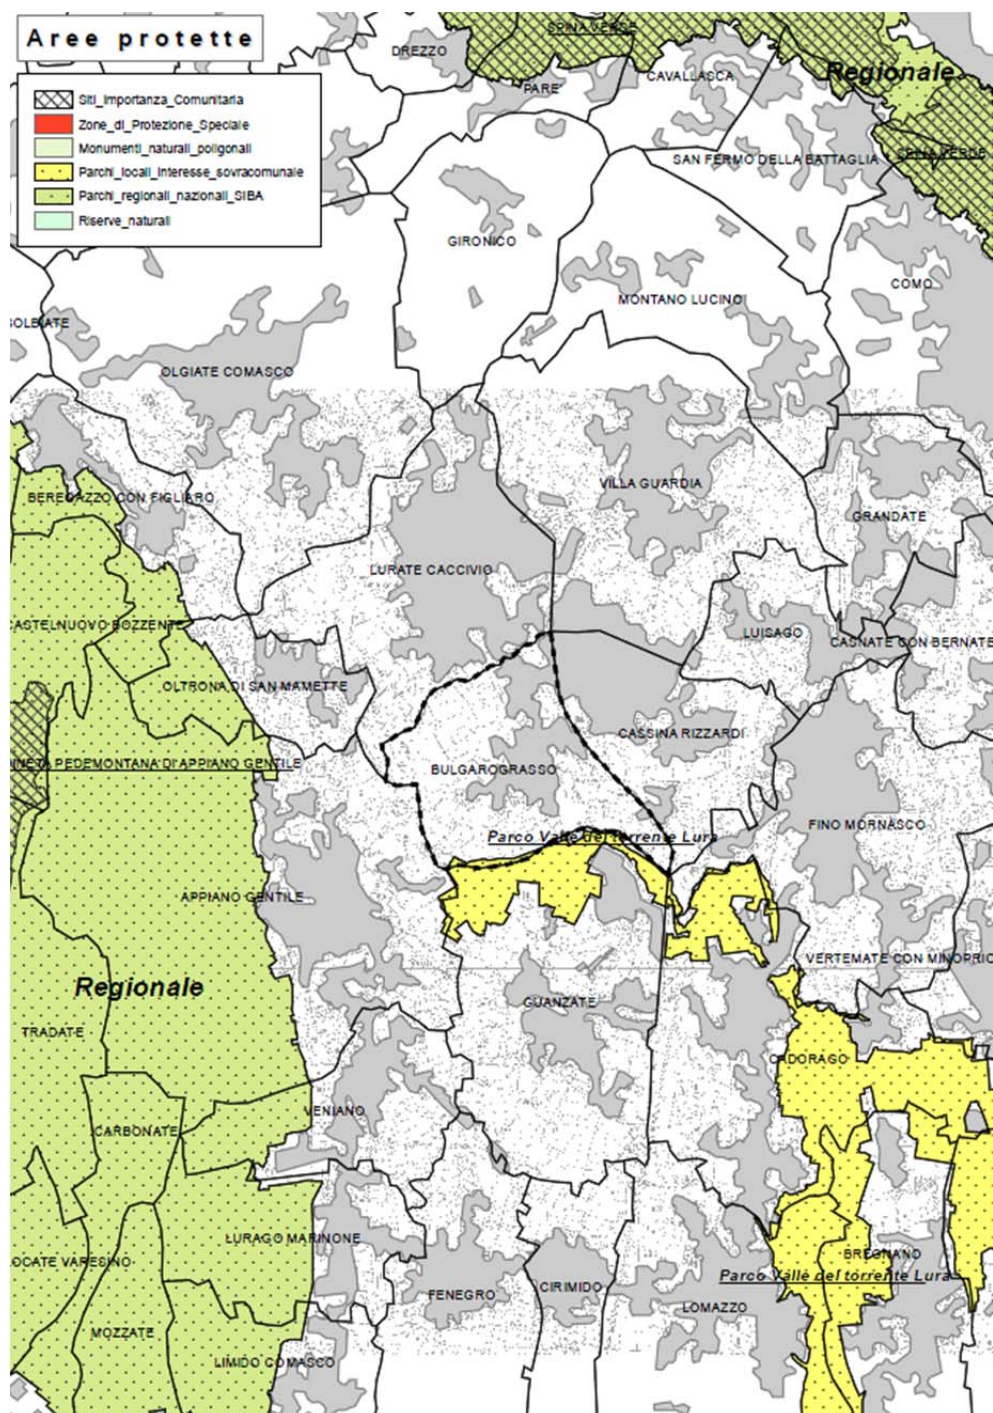 Aree protette
Siti_Importanza_Comunitaria
Zone_di_Protezione_Speciale
Monumenti_naturali_poligonali
Parchi_locali_Interesse_sovracomunale
Parchi_regionali_nazionali_SIBA
Riserve_naturali
SPINA VERDE
DREZZO
Regionale
CAVALLASCA
PARE'
SAN FERMO DELLA BATTAGLIA
SPINA VERDE
GIRONICO
COMO
MONTANO LUCINO
OLBIATE
OLGIATE COMASCO
VILLA GUARDIA
BEREGAZZO CON FIGLIARO
GRANDATE
LURATE CACCIVIO
ASTELNUOVO BOZZENTE
LUISAGO
CASNATE CON BERNATE
OLTRONA DI SAN MAMETTE
CASSINA RIZZARDI
NETA PEDEMONTANA DI APPIANO GENTILE
BULGAROGRASSO
FINO MORNASCO
Parco Valle del torrente Lura
APPIANO GENTILE
VERTEMATE CON MINOPRIO
Regionale
GUANZATE
TRADATE
CADORAGO
VENIANO
CARBONATE
LURAGO MARINONE
BREGNANO
OCATE VARESINO
Parco Valle del torrente Lura
FENEGRO
CIRIMIDO
LOMAZZO
MOZZATE
LIMIDO COMASCO